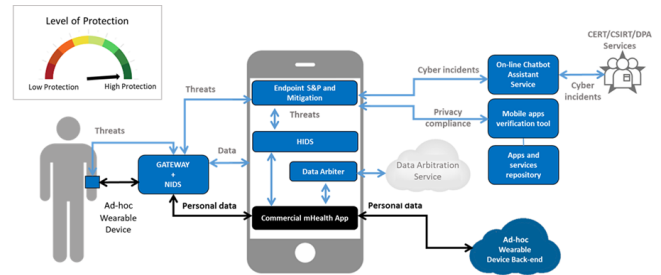 Level of Protection
Low Protection
High Protection
CERT/CSIRT/DPA
Services
Cyber incidents
On-line Chatbot
Assistant
Service
Cyber
incidents
Endpoint S&P and
Mitigation
Threats
Threats
Privacy
compliance
Mobile apps
verification tool
Threats
HIDS
Data
GATEWAY
+
NIDS
Data Arbiter
Data Arbitration
Service
Apps and
services
repository
Ad-hoc
Wearable
Device
Personal data
Commercial mHealth App
Personal data
Ad-hoc
Wearable
Device Back-end